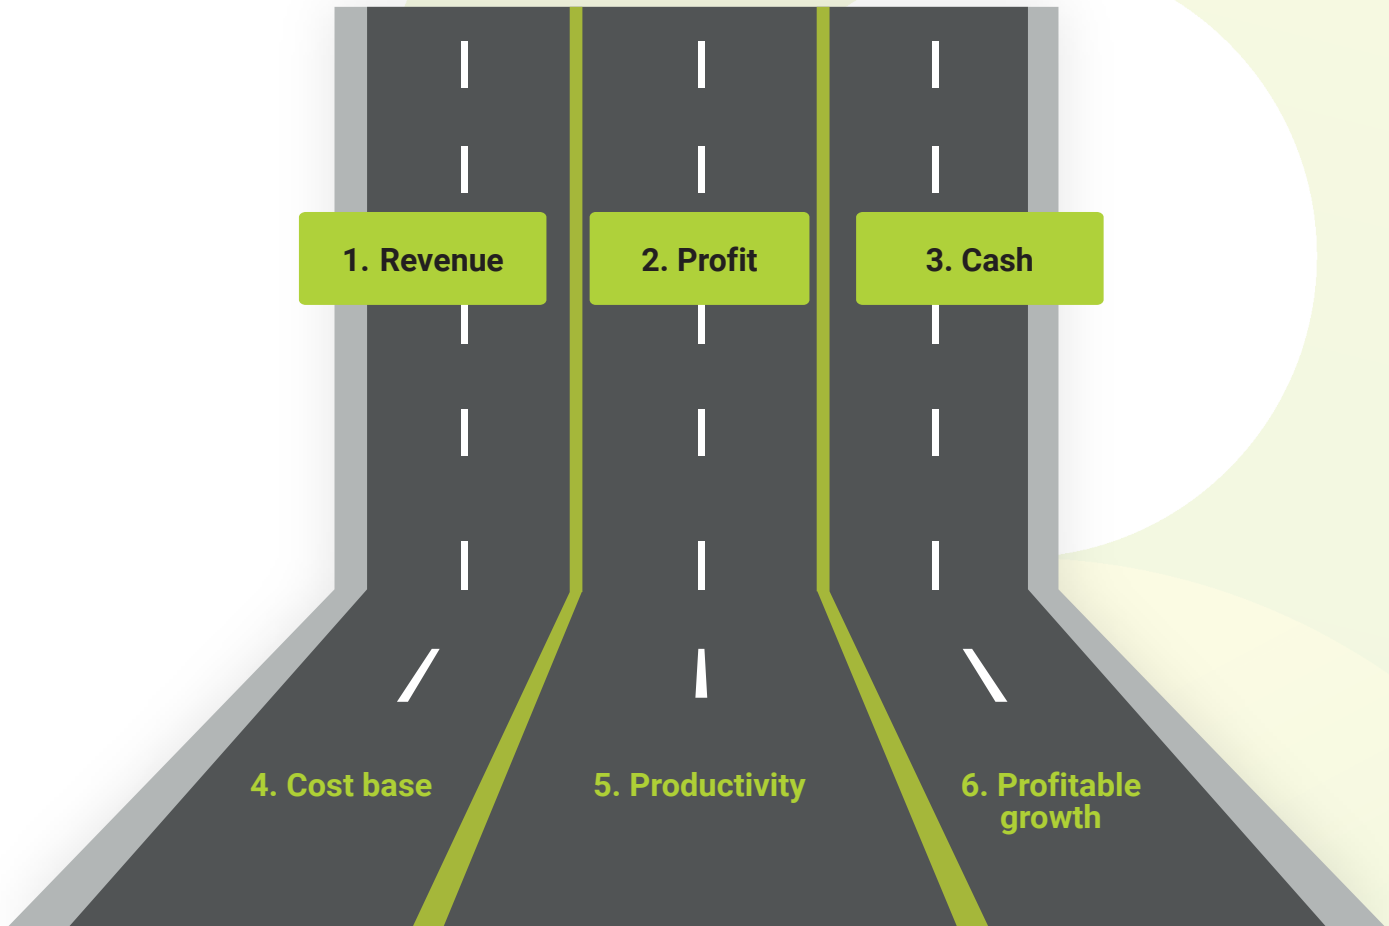 1. Revenue
2. Profit
3. Cash
4. Cost base
5. Productivity
6. Profitable
growth